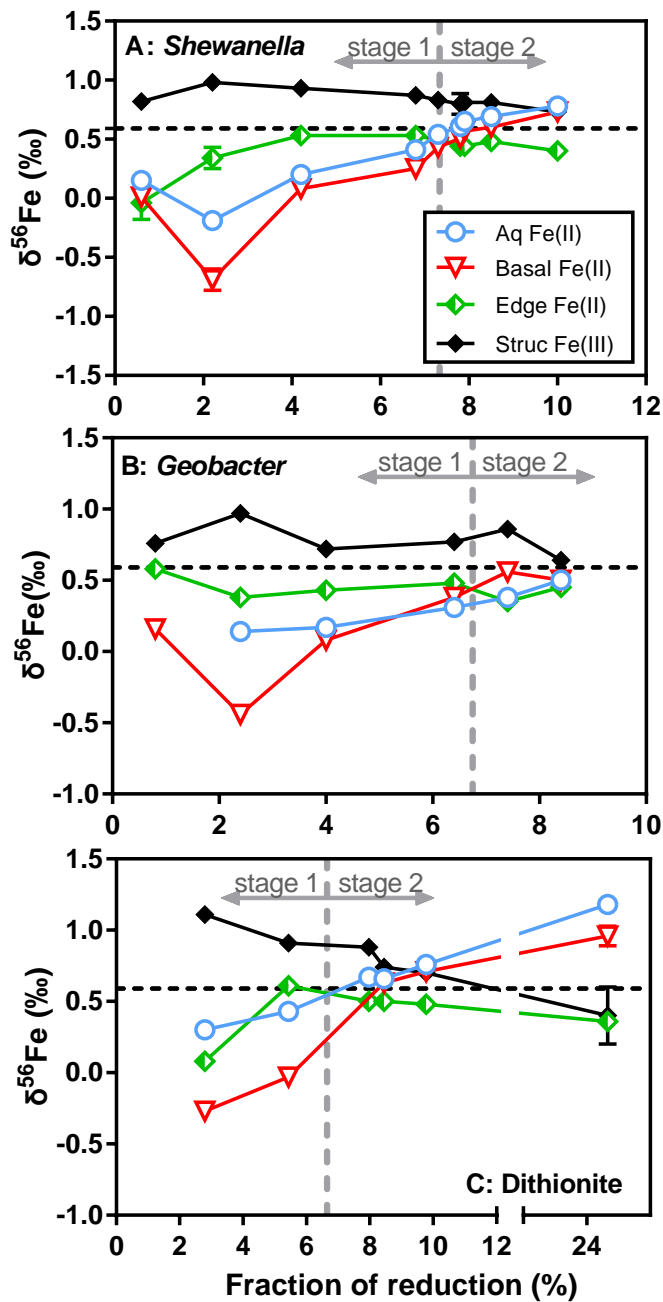 A: Shewanella
stage 1 stage 2
1.5
1.0
0.5
0.0
-0.5
-1.0
-1.5
δ56Fe (‰)
Aq Fe(II)
Basal Fe(II)
Edge Fe(II)
Struc Fe(III)
0 2 4 6 8 10 12
B: Geobacter
stage 1 stage 2
1.5
1.0
0.5
0.0
-0.5
-1.0
δ56Fe(‰)
0 2 4 6 8 10
stage 1 stage 2
1.5
1.0
0.5
0.0
-0.5
-1.0
δ56Fe (‰)
C: Dithionite
0 2 4 6 8 10 12 24
Fraction of reduction (%)